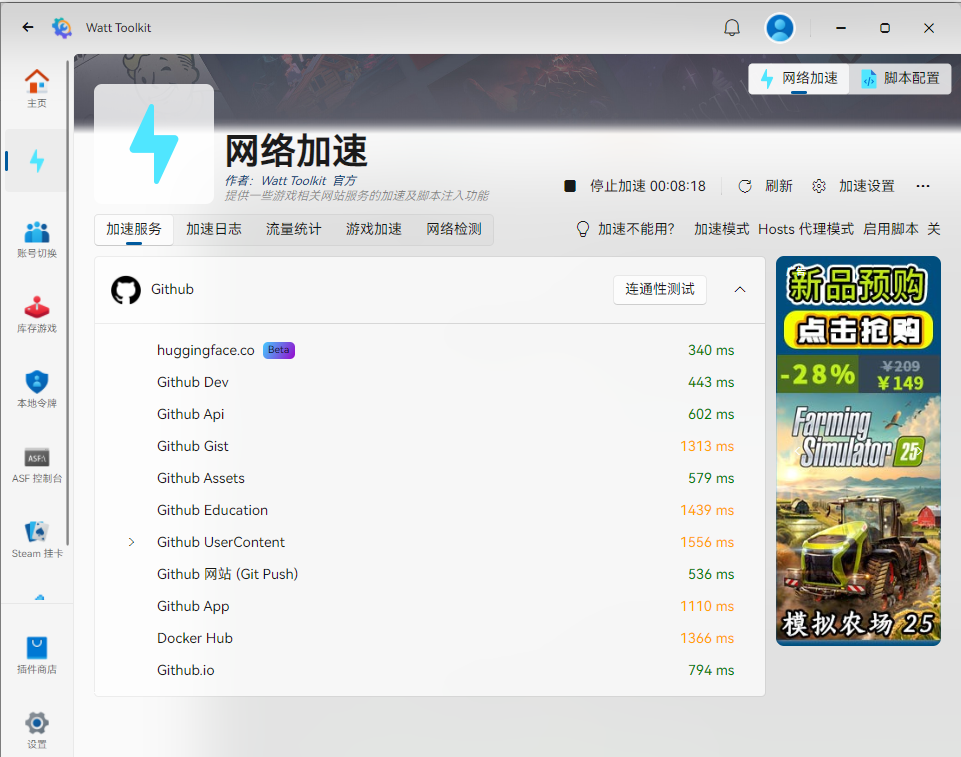 Watt Toolkit
主页
账号切换
库存游戏
本地令牌
ASF:\
ASF 控制台
Steam 挂卡
插件商店
设置
网络加速
脚本配置
网络加速
作者: Watt Toolkit 官方
提供一些游戏相关网站服务的加速及脚本注入功能
停止加速 00:08:18
刷新
加速设置
加速服务
加速日志
流量统计
游戏加速
网络检测
加速不能用?
加速模式
Hosts 代理模式
启用脚本
关
Github
连通性测试
huggingface.co Beta 340 ms
Github Dev 443 ms
Github Api 602 ms
Github Gist 1313 ms
Github Assets 579 ms
Github Education 1439 ms
Github UserContent 1556 ms
Github 网站 (Git Push) 536 ms
Github App 1110 ms
Docker Hub 1366 ms
Github.io 794 ms
新品预购
点击抢购
-28%
¥209
¥149
Farming
Simulator 25
模拟农场 25